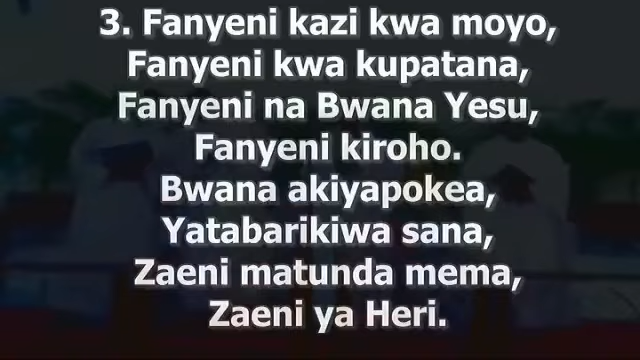 3. Fanyeni kazi kwa moyo,
Fanyeni kwa kupatana,
Fanyeni na Bwana Yesu,
Fanyeni kiroho.
Bwana akiyapokea,
Yatabarikiwa sana,
Zaeni matunda mema,
Zaeni ya Heri.